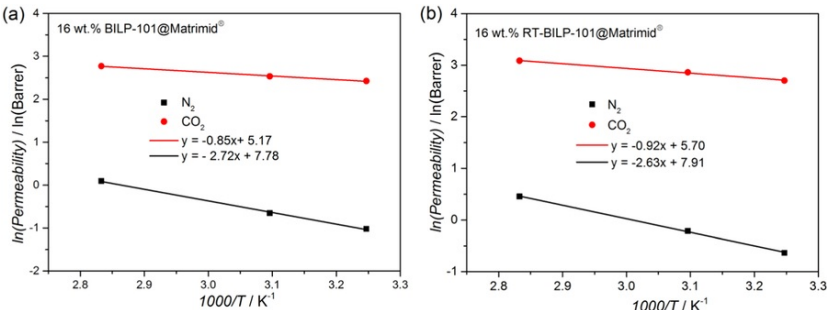 (a)
16 wt.% BILP-101@Matrimid®
ln(Permeability) / ln(Barrer)
4
3
2
1
0
-1
-2
N2
CO2
y = -0.85x+ 5.17
y = - 2.72x + 7.78
2.8 2.9 3.0 3.1 3.2 3.3
1000/T / K-1
(b)
16 wt.% RT-BILP-101@Matrimid®
ln(Permeability) / ln(Barrer)
4
3
2
1
0
-1
N2
CO2
y = -0.92x + 5.70
y = -2.63x + 7.91
2.8 2.9 3.0 3.1 3.2 3.3
1000/T / K-1